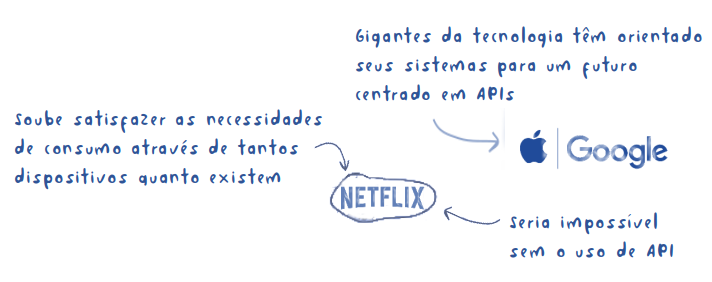 Gigantes da tecnologia têm orientado
seus sistemas para um futuro
centrado em APIs
Soube satisfazer as necessidades
de consumo através de tantos
dispositivos quanto existem
Google
NETFLIX
Seria impossível
sem o uso de API